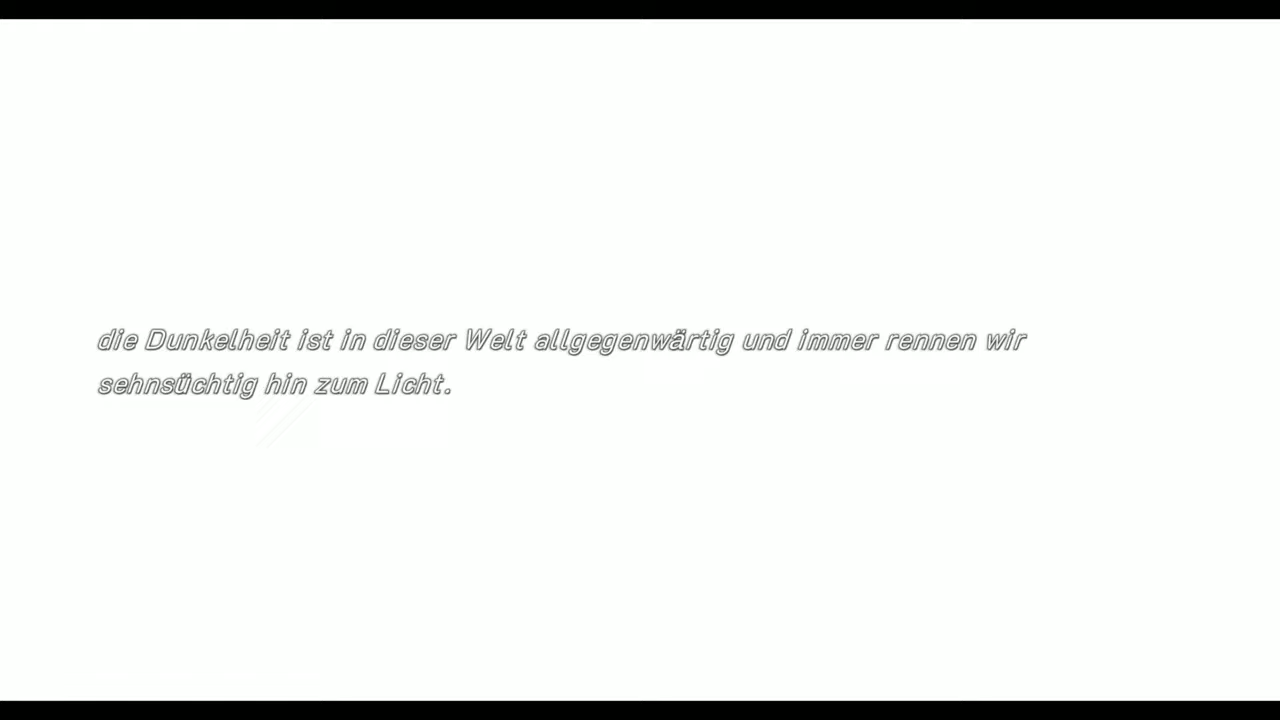 die Dunkelheit ist in dieser Welt allgegenwärtig und immer rennen wir
sehnsüchtig hin zum Licht.